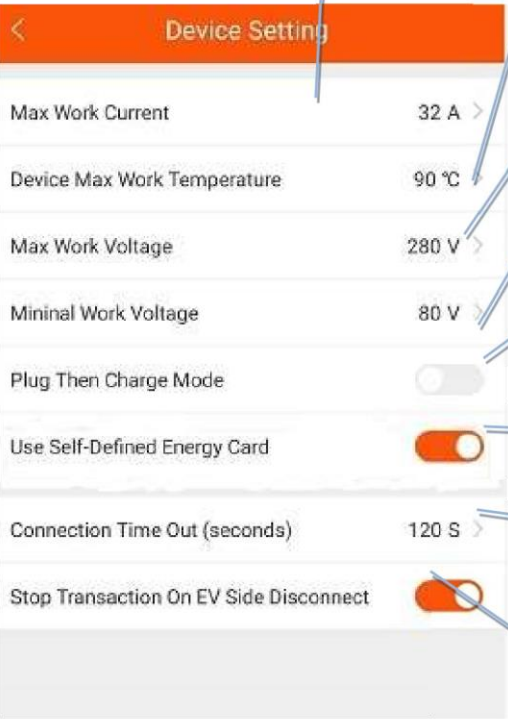 Device Setting
Max Work Current 32 A
Device Max Work Temperature 90 ℃
Max Work Voltage 280 V
Mininal Work Voltage 80 V
Plug Then Charge Mode
Use Self-Defined Energy Card
Connection Time Out (seconds) 120 S
Stop Transaction On EV Side Disconnect